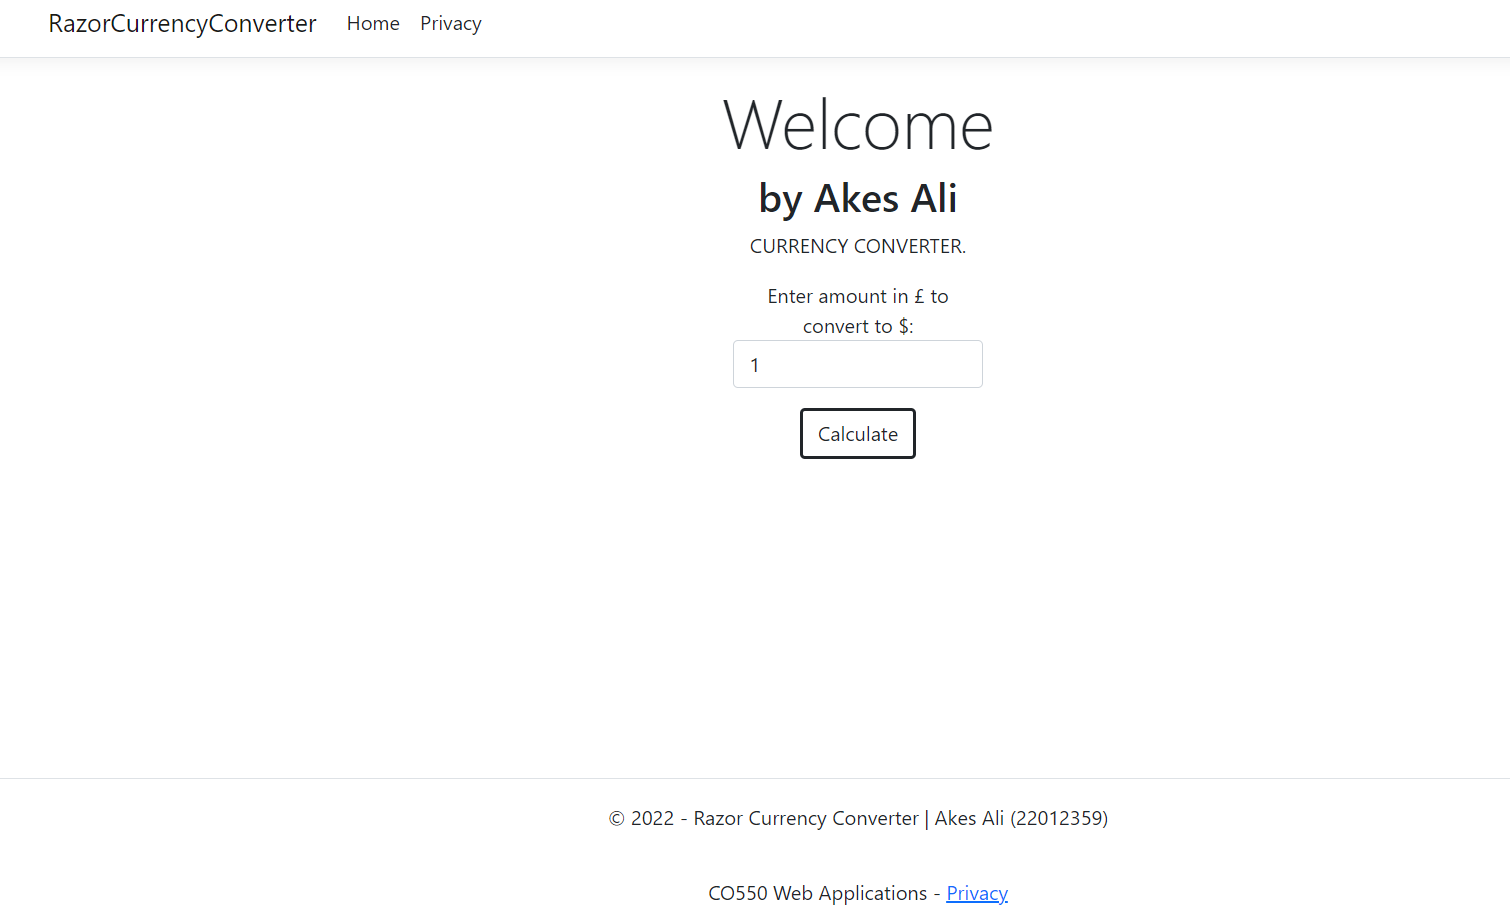 RazorCurrencyConverter Home Privacy
Welcome
by Akes Ali
CURRENCY CONVERTER.
Enter amount in £ to
convert to $:
1
Calculate
© 2022 - Razor Currency Converter | Akes Ali (22012359)
CO550 Web Applications - Privacy